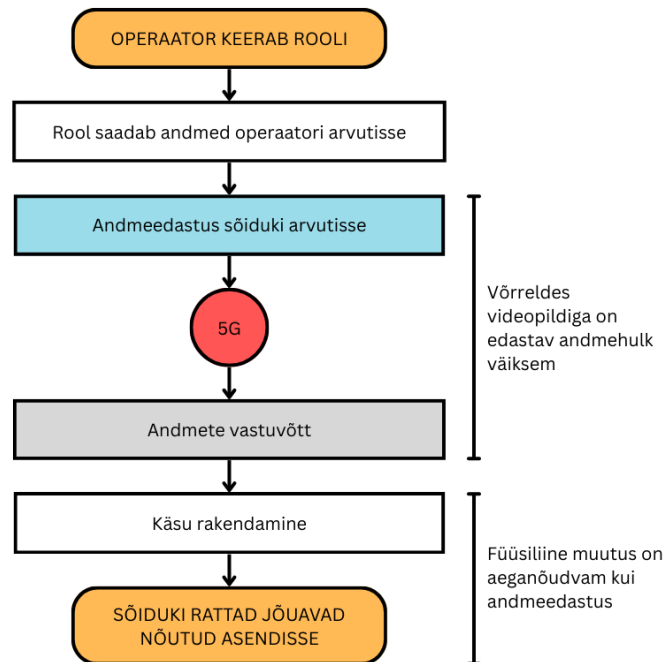 OPERAATOR KEERAB ROOLI
Rool saadab andmed operaatori arvutisse
Andmeedastus sõiduki arvutisse
5G
Võrreldes
videopildiga on
edastav andmehulk
väiksem
Andmete vastuvõtt
Käsu rakendamine
Füüsiline muutus on
aeganõudvam kui
andmeedastus
SÕIDUKI RATTAD JÕUAVAD
NÕUTUD ASENDISSE